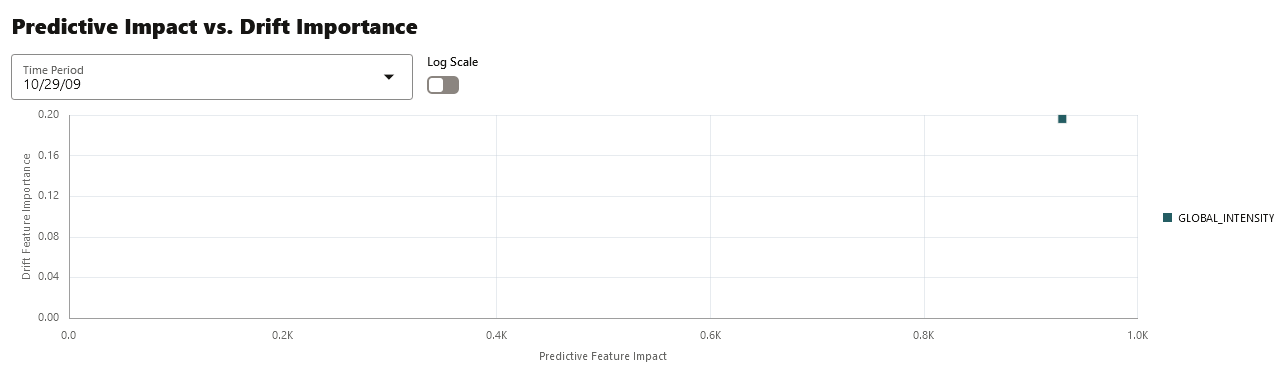 Predictive Impact vs. Drift Importance
Time Period
10/29/09
Log Scale
0.20
0.16
0.12
0.08
0.04
0.00
Drift Feature Importance
0.0
0.2K
0.4K
0.6K
0.8K
1.0K
Predictive Feature Impact
GLOBAL_INTENSITY